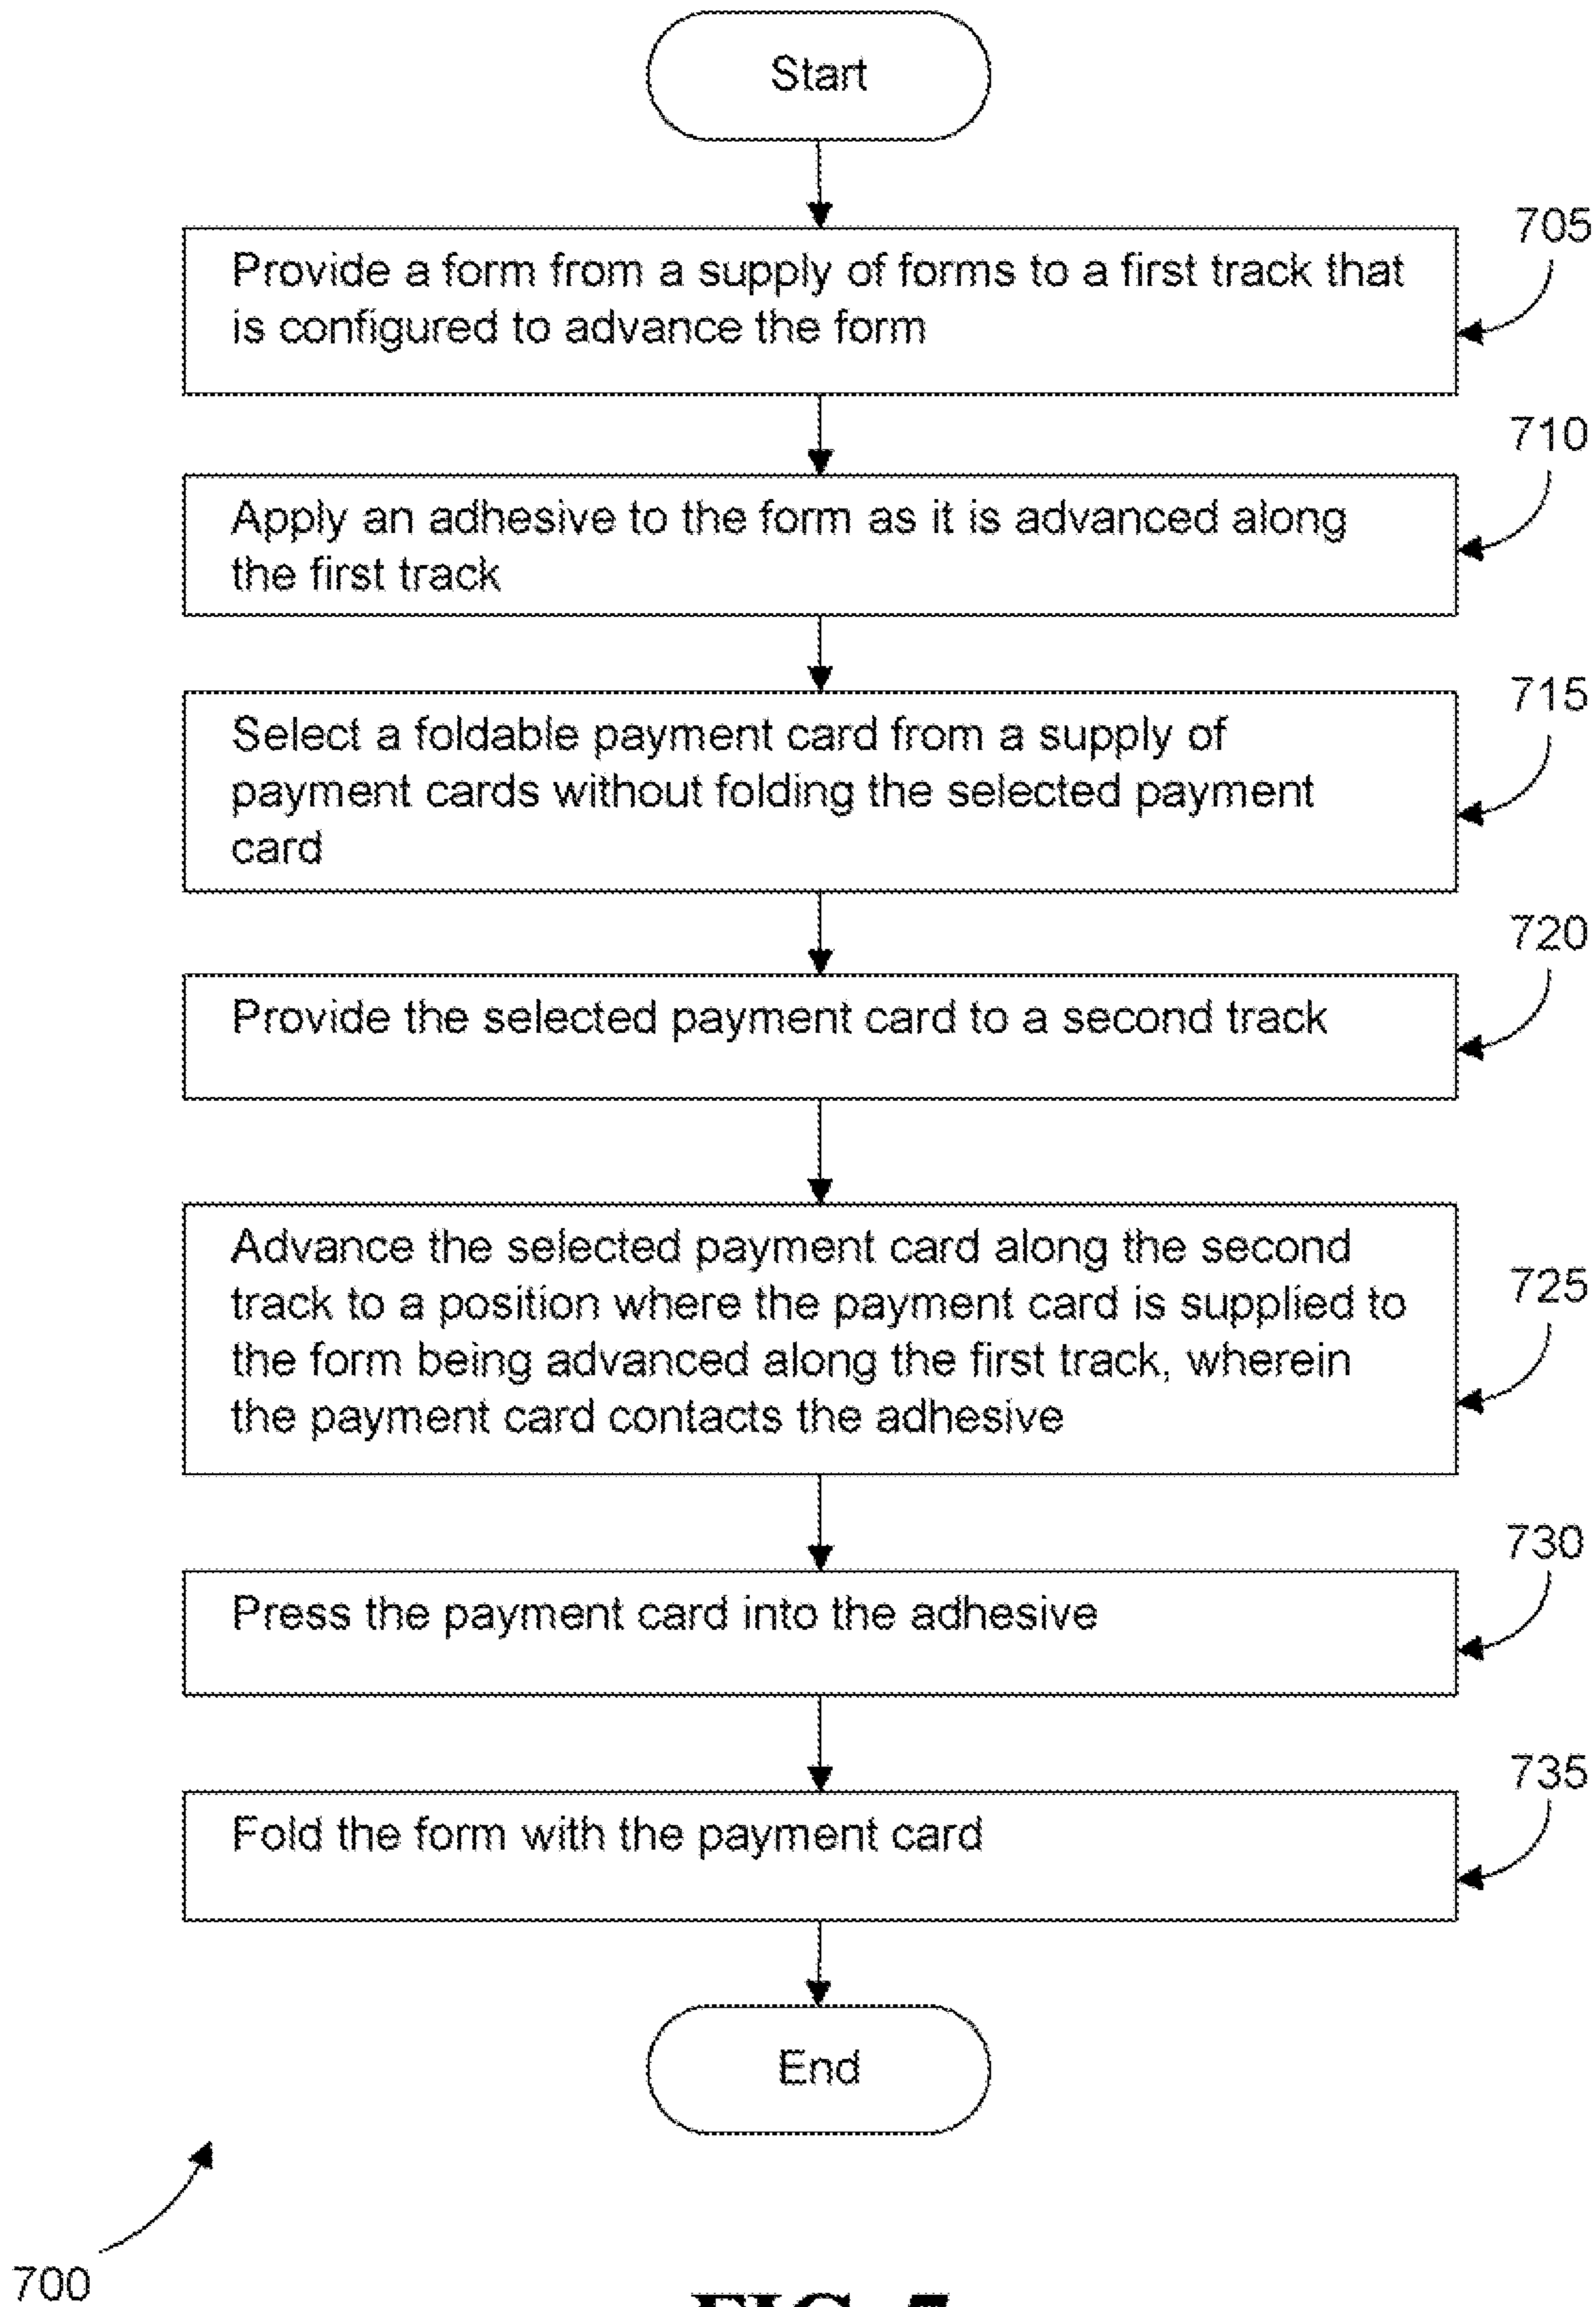 Start
705
Provide a form from a supply of forms to a first track that
is configured to advance the form
710
Apply an adhesive to the form as it is advanced along
the first track
715
Select a foldable payment card from a supply of
payment cards without folding the selected payment
card
720
Provide the selected payment card to a second track
Advance the selected payment card along the second
track to a position where the payment card is supplied to
725
the form being advanced along the first track, wherein
the payment card contacts the adhesive
730
Press the payment card into the adhesive
735
Fold the form with the payment card
End
700